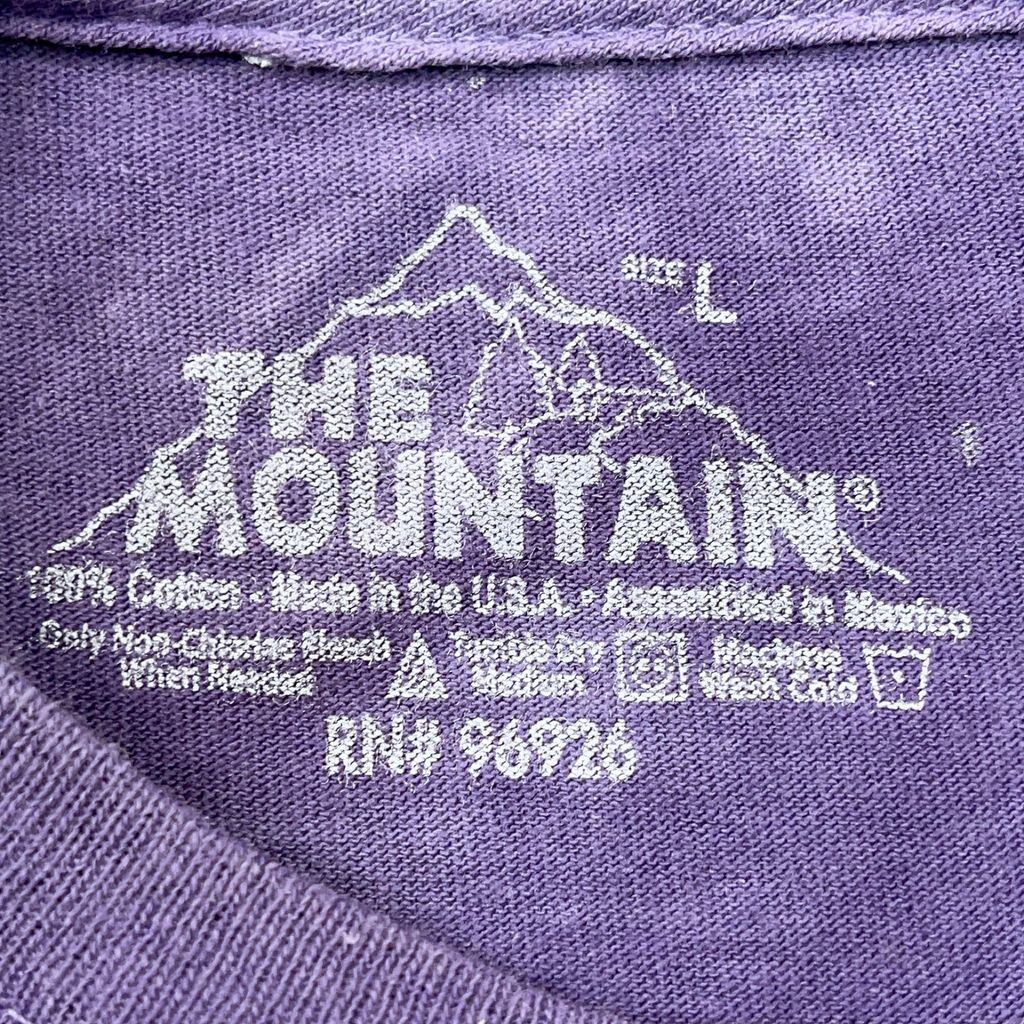 SIZE L
THE
MOUNTAIN®
100% Cotton • Made in the U.S.A. • Assembled in Mexico
Only Non-Chlorine Bleach
When Needed
Tumble Dry
Medium
Machine
Wash Cold
RN# 96926